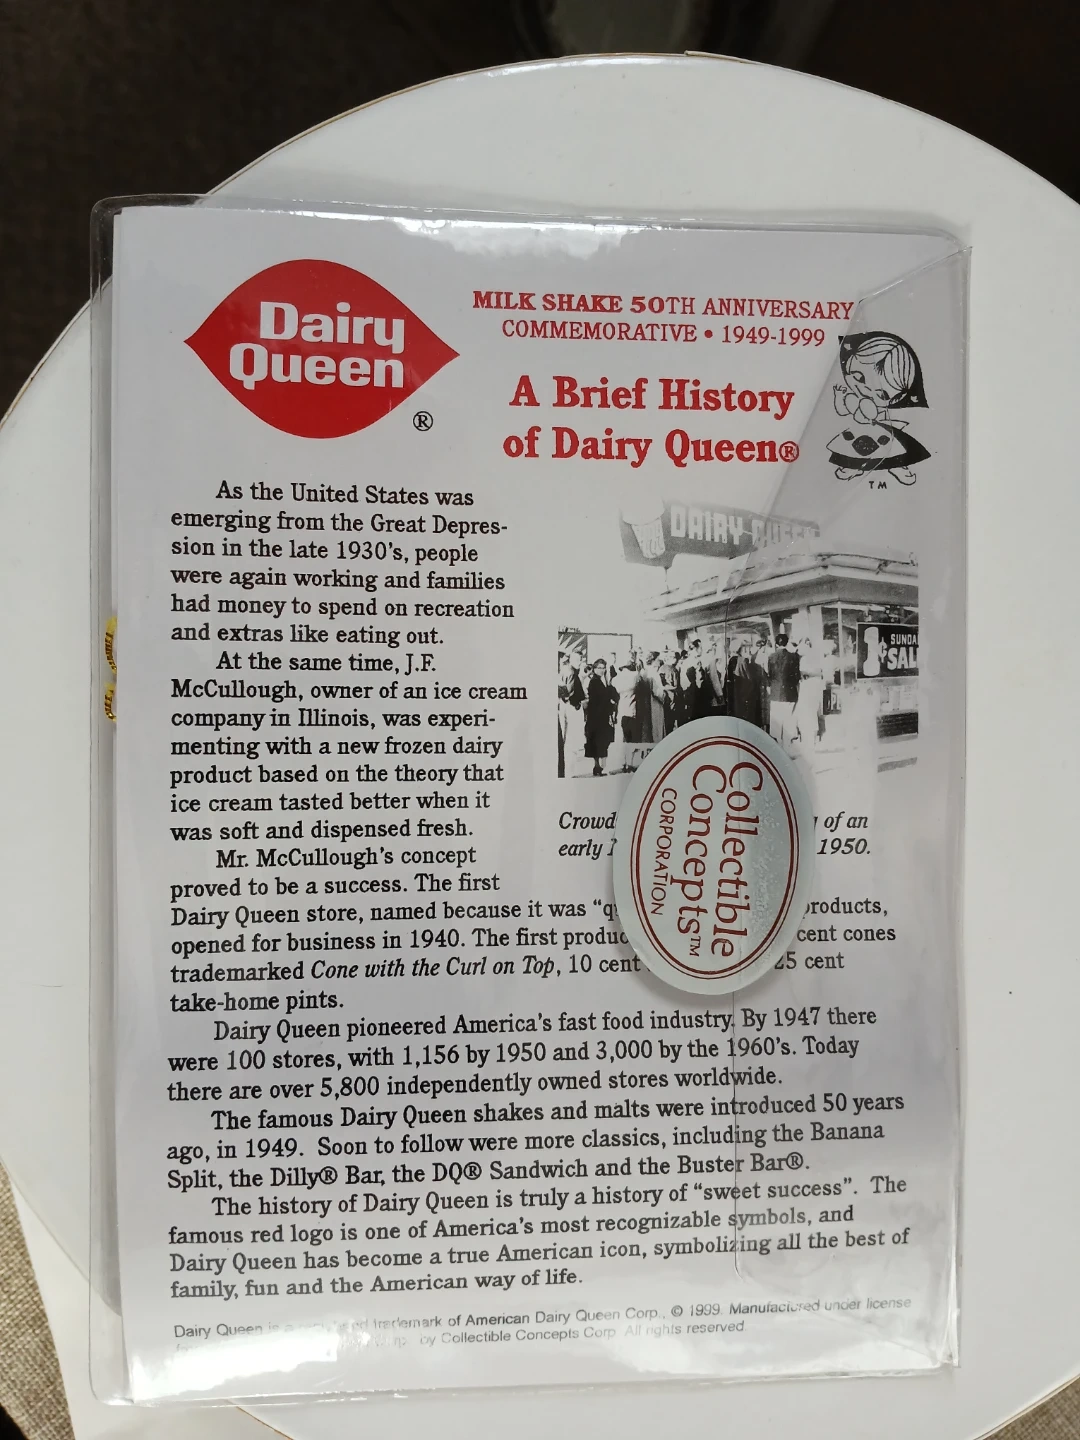 Dairy
Queen
®
MILK SHAKE 50TH ANNIVERSARY
COMMEMORATIVE • 1949-1999
A Brief History
of Dairy Queen®
TM
As the United States was
emerging from the Great Depres-
sion in the late 1930's, people
were again working and families
had money to spend on recreation
and extras like eating out.
At the same time, J.F.
McCullough, owner of an ice cream
company in Illinois, was experi-
menting with a new frozen dairy
product based on the theory that
ice cream tasted better when it
was soft and dispensed fresh.
Mr. McCullough's concept
proved to be a success. The first
DAIRY QUEEN
1¢ SUNDA
SAL
Crowd of an
early 1950.
Collectible
Concepts™
CORPORATION
Dairy Queen store, named because it was "q products,
opened for business in 1940. The first produc cent cones
trademarked Cone with the Curl on Top, 10 cent 25 cent
take-home pints.
Dairy Queen pioneered America's fast food industry. By 1947 there
were 100 stores, with 1,156 by 1950 and 3,000 by the 1960's. Today
there are over 5,800 independently owned stores worldwide.
The famous Dairy Queen shakes and malts were introduced 50 years
ago, in 1949. Soon to follow were more classics, including the Banana
Split, the Dilly® Bar, the DQ® Sandwich and the Buster Bar®.
The history of Dairy Queen is truly a history of "sweet success". The
famous red logo is one of America's most recognizable symbols, and
Dairy Queen has become a true American icon, symbolizing all the best of
family, fun and the American way of life.
Dairy Queen is a trademark of American Dairy Queen Corp., © 1999. Manufactured under license
by Collectible Concepts Corp. All rights reserved